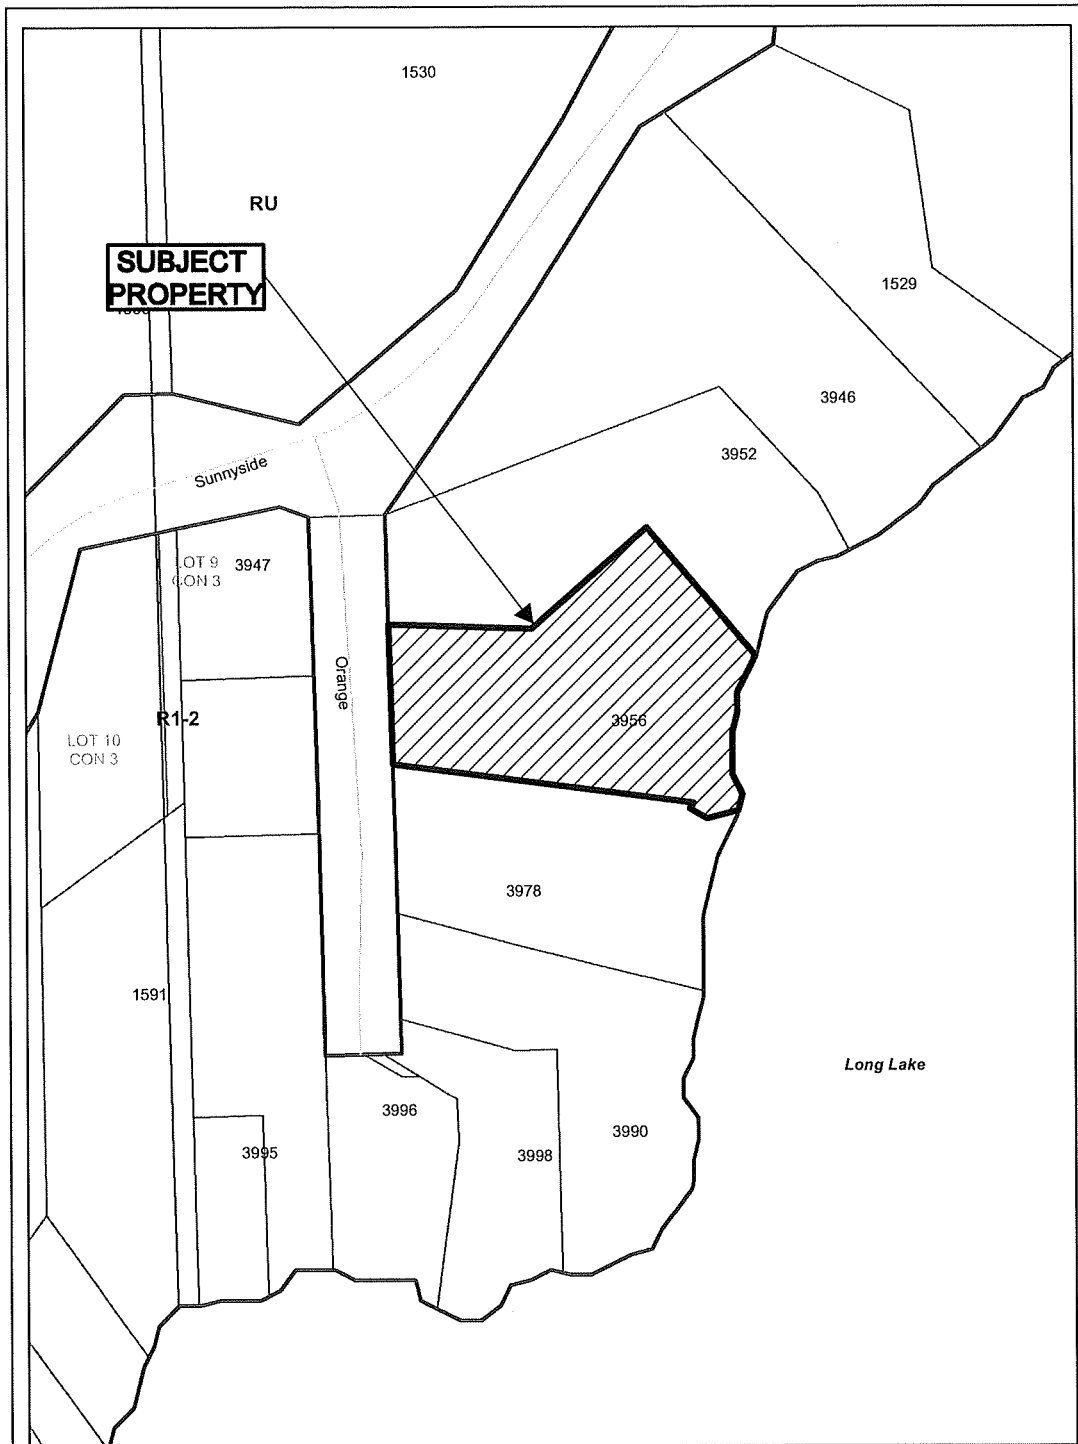 1530
RU
SUBJECT
PROPERTY
1529
3946
3952
Sunnyside
LOT 9
CON 3
3947
Orange
R1-2
3956
LOT 10
CON 3
3978
1591
Long Lake
3996
3990
3995
3998